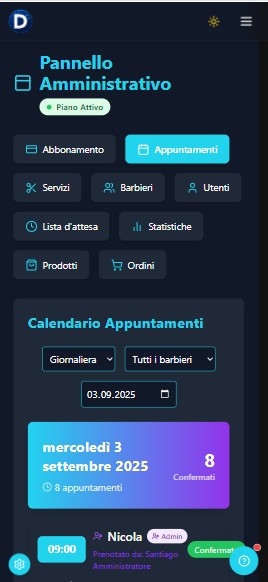 D
Pannello
Amministrativo
Piano Attivo
Abbonamento
Appuntamenti
Servizi
Barbieri
Utenti
Lista d'attesa
Statistiche
Prodotti
Ordini
Calendario Appuntamenti
Giornaliera
Tutti i barbieri
03.09.2025
mercoledì 3
settembre 2025
8
Confermati
8 appuntamenti
09:00
Nicola
Admin
Prenotato da: Santiago
Amministratore